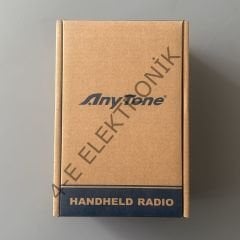 AnyTone
A-E ELEKTRONİK
HANDHELD RADIO